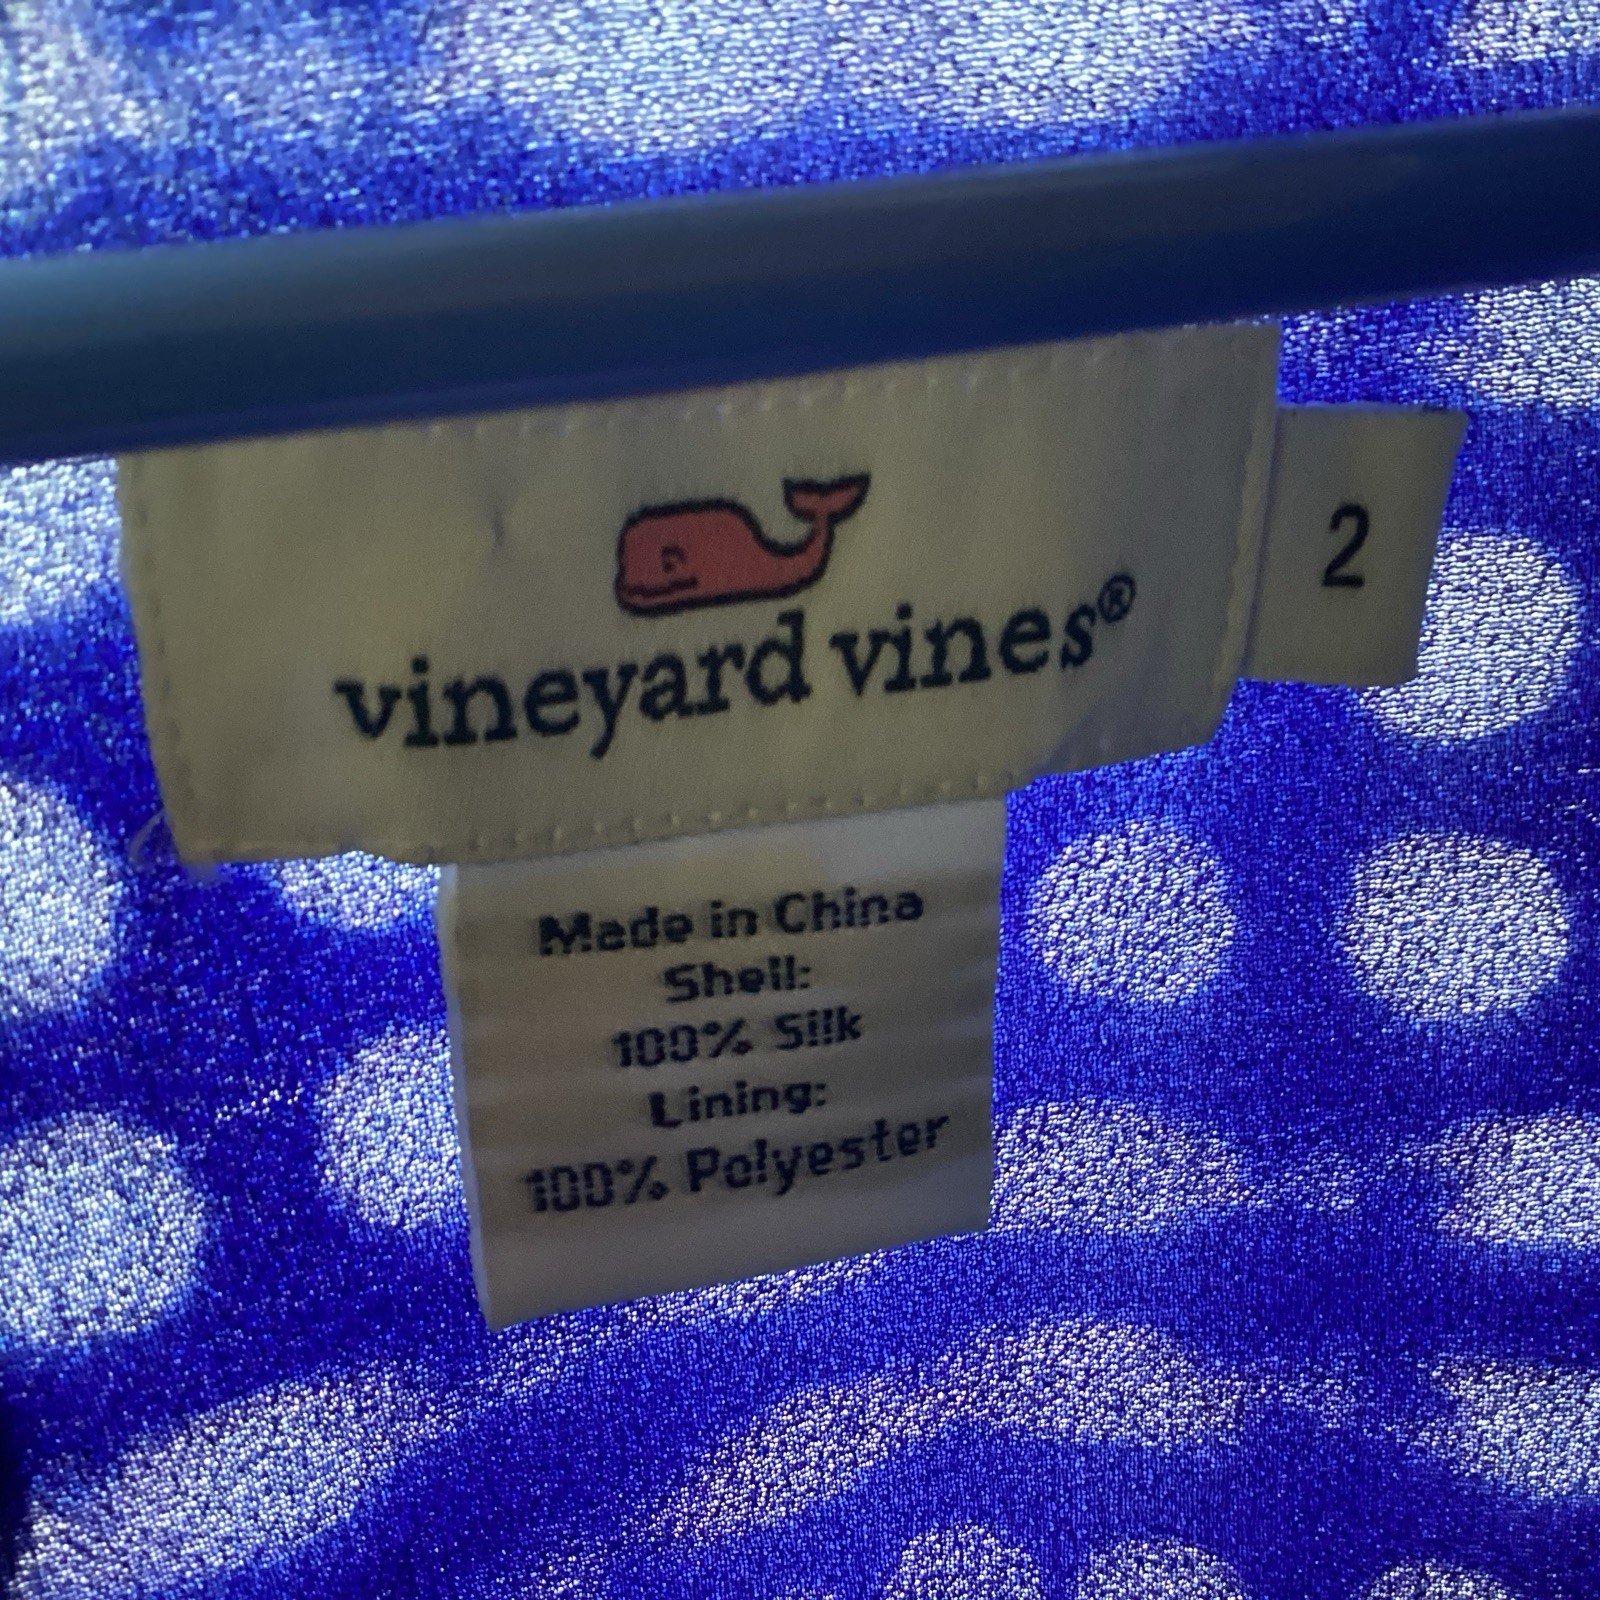 vineyard vines®
2
Made in China
Shell:
100% Silk
Lining:
100% Polyester